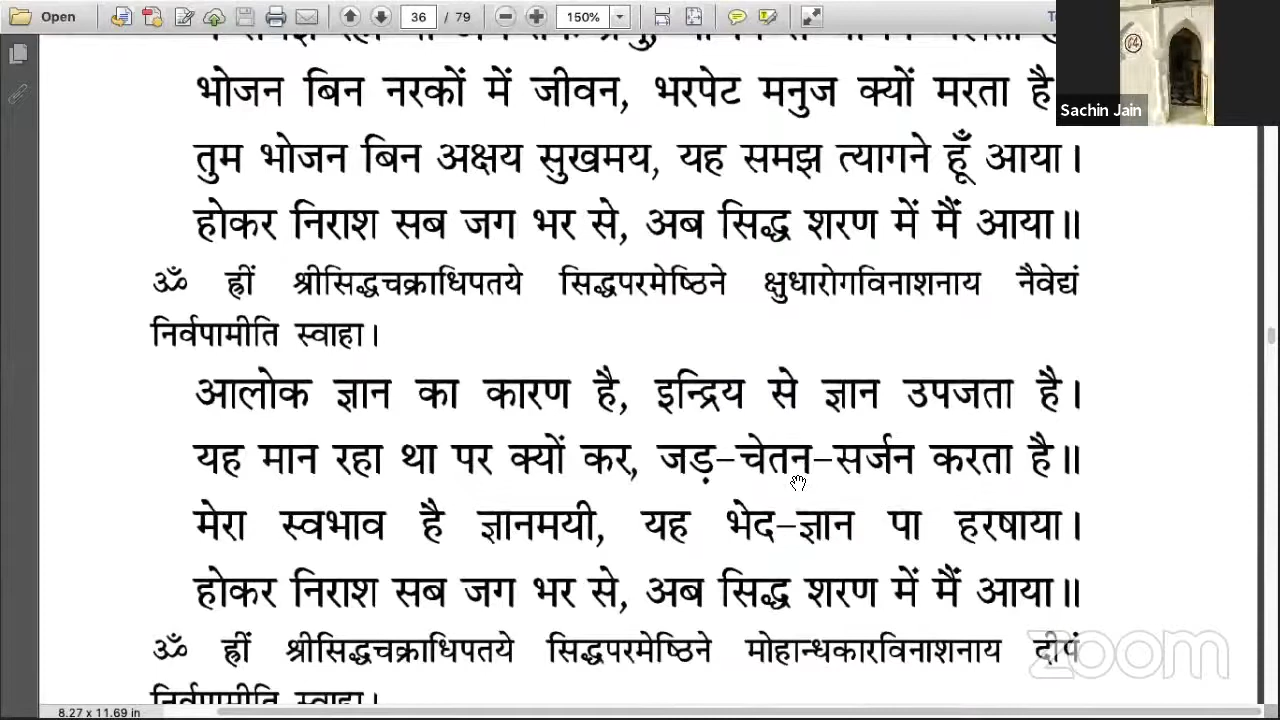 Open
36 / 79
150%
Sachin Jain
भोजन बिन नरकों में जीवन, भरपेट मनुज क्यों मरता है
तुम भोजन बिन अक्षय सुखमय, यह समझ त्यागने हूँ आया।
होकर निराश सब जग भर से, अब सिद्ध शरण में मैं आया॥
ॐ ह्रीं श्रीसिद्धचक्राधिपतये सिद्धपरमेष्ठिने क्षुधारोगविनाशनाय नैवेद्यं
निर्वपामीति स्वाहा।
आलोक ज्ञान का कारण है, इन्द्रिय से ज्ञान उपजता है।
यह मान रहा था पर क्यों कर, जड़-चेतन-सर्जन करता है॥
मेरा स्वभाव है ज्ञानमयी, यह भेद-ज्ञान पा हरषाया।
होकर निराश सब जग भर से, अब सिद्ध शरण में मैं आया॥
ॐ ह्रीं श्रीसिद्धचक्राधिपतये सिद्धपरमेष्ठिने मोहान्धकारविनाशनाय दीपं
निर्वपामीति स्वाहा।
zoom
8.27 x 11.69 in